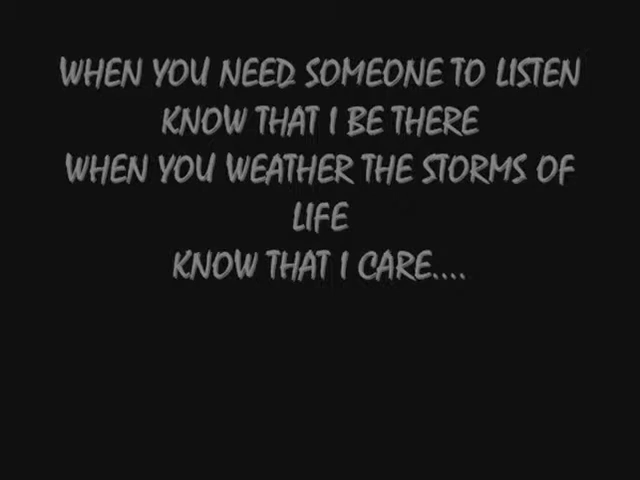 WHEN YOU NEED SOMEONE TO LISTEN
KNOW THAT I BE THERE
WHEN YOU WEATHER THE STORMS OF
LIFE
KNOW THAT I CARE....